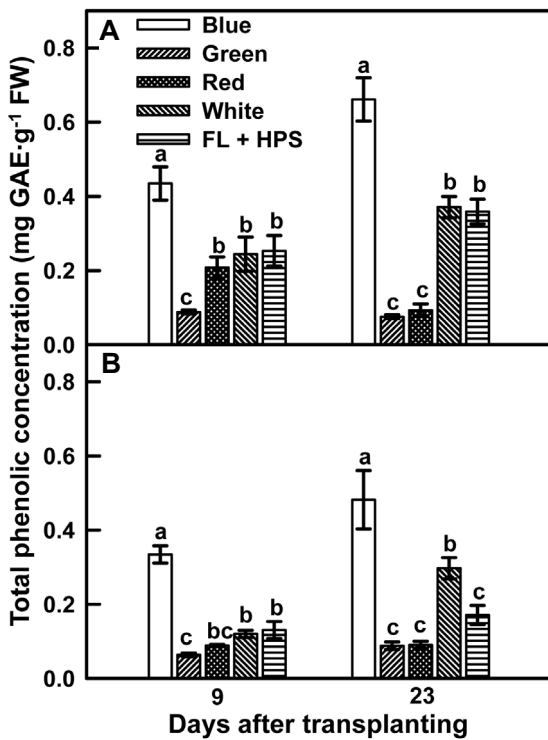 Total phenolic concentration (mg GAE·g⁻¹ FW)
A
Blue
Green
Red
White
FL + HPS
0.8
0.6
0.4
0.2
0.0
a
c
b
b
b
a
c
c
b
b
B
0.8
0.6
0.4
0.2
0.0
a
c
bc
b
b
a
c
c
b
c
9
23
Days after transplanting